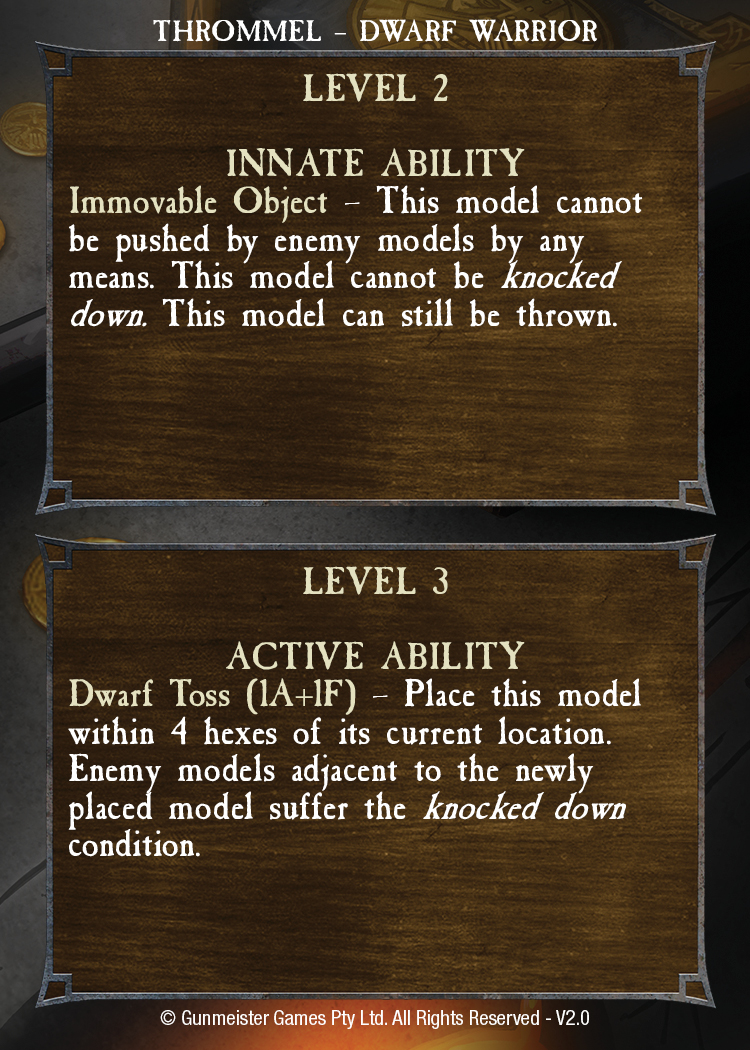 THROMMEL – DWARF WARRIOR
LEVEL 2
INNATE ABILITY
Immovable Object – This model cannot
be pushed by enemy models by any
means. This model cannot be knocked
down. This model can still be thrown.
LEVEL 3
ACTIVE ABILITY
Dwarf Toss (1A+1F) – Place this model
within 4 hexes of its current location.
Enemy models adjacent to the newly
placed model suffer the knocked down
condition.
© Gunmeister Games Pty Ltd. All Rights Reserved - V2.0